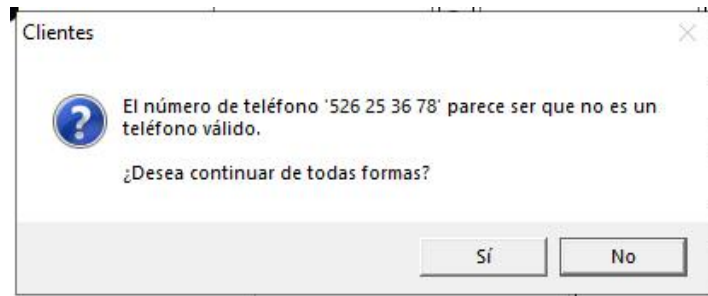 Clientes
El número de teléfono '526 25 36 78' parece ser que no es un
teléfono válido.
¿Desea continuar de todas formas?
Sí
No